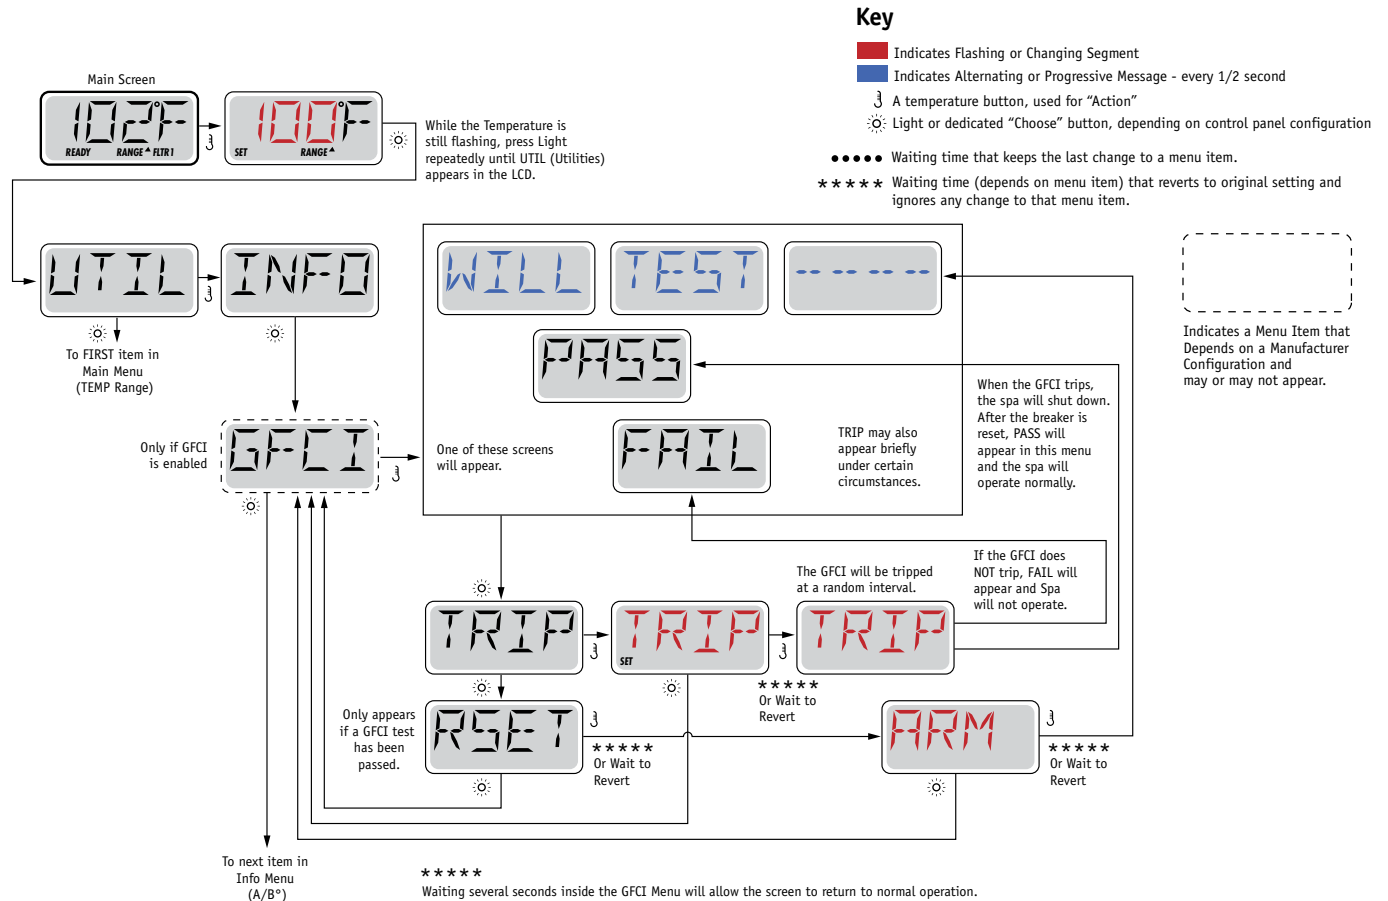 Key
Indicates Flashing or Changing Segment
Indicates Alternating or Progressive Message - every 1/2 second
A temperature button, used for “Action”
Light or dedicated “Choose” button, depending on control panel configuration
••••• Waiting time that keeps the last change to a menu item.
***** Waiting time (depends on menu item) that reverts to original setting and
ignores any change to that menu item.
Main Screen
102°F
READY RANGE FLTR1
100°F
SET RANGE
While the Temperature is
still flashing, press Light
repeatedly until UTIL (Utilities)
appears in the LCD.
UTIL
INFO
WILL
TEST
-- -- -- -- --
PASS
FAIL
To FIRST item in
Main Menu
(TEMP Range)
Indicates a Menu Item that
Depends on a Manufacturer
Configuration and
may or may not appear.
Only if GFCI
is enabled
GFCI
One of these screens
will appear.
TRIP may also
appear briefly
under certain
circumstances.
When the GFCI trips,
the spa will shut down.
After the breaker is
reset, PASS will
appear in this menu
and the spa will
operate normally.
If the GFCI does
NOT trip, FAIL will
appear and Spa
will not operate.
The GFCI will be tripped
at a random interval.
TRIP
TRIP
SET
TRIP
*****
Or Wait to
Revert
Only appears
if a GFCI test
has been
passed.
RSET
*****
Or Wait to
Revert
ARM
*****
Or Wait to
Revert
To next item in
Info Menu
(A/B°)
*****
Waiting several seconds inside the GFCI Menu will allow the screen to return to normal operation.